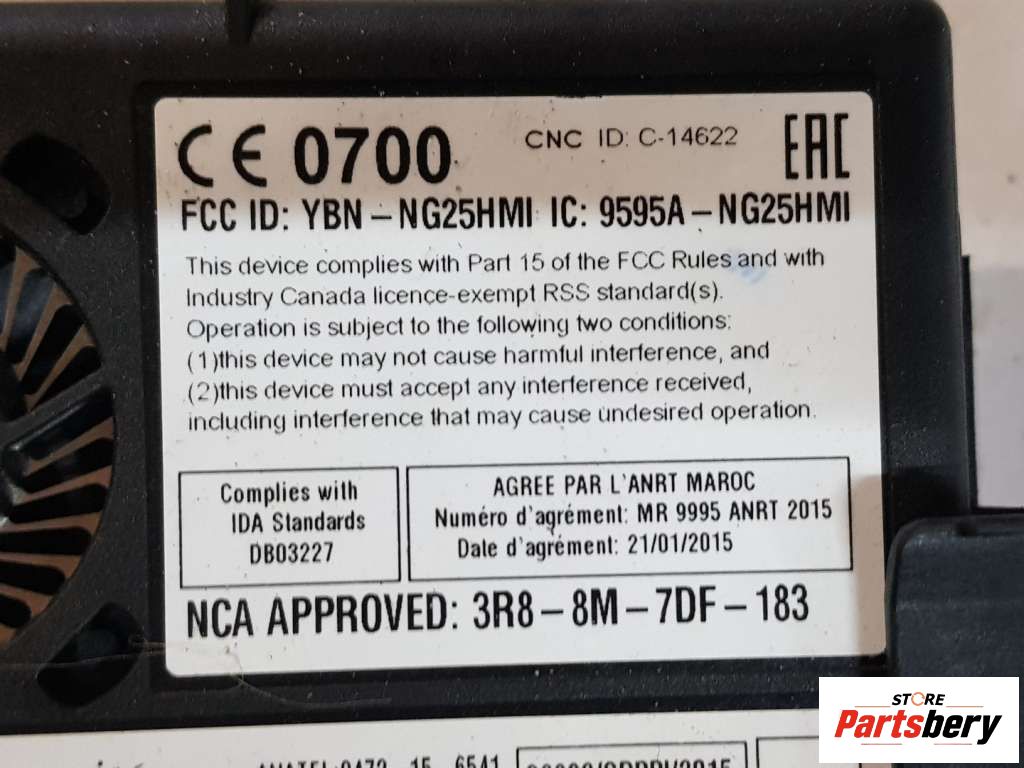 CE 0700 CNC ID: C-14622 EAC
FCC ID: YBN-NG25HMI IC: 9595A-NG25HMI
This device complies with Part 15 of the FCC Rules and with
Industry Canada licence-exempt RSS standard(s).
Operation is subject to the following two conditions:
(1)this device may not cause harmful interference, and
(2)this device must accept any interference received,
including interference that may cause undesired operation.
Complies with
IDA Standards
DB03227
AGREE PAR L'ANRT MAROC
Numéro d'agrément: MR 9995 ANRT 2015
Date d'agrément: 21/01/2015
NCA APPROVED: 3R8-8M-7DF-183
STORE
Partsbery